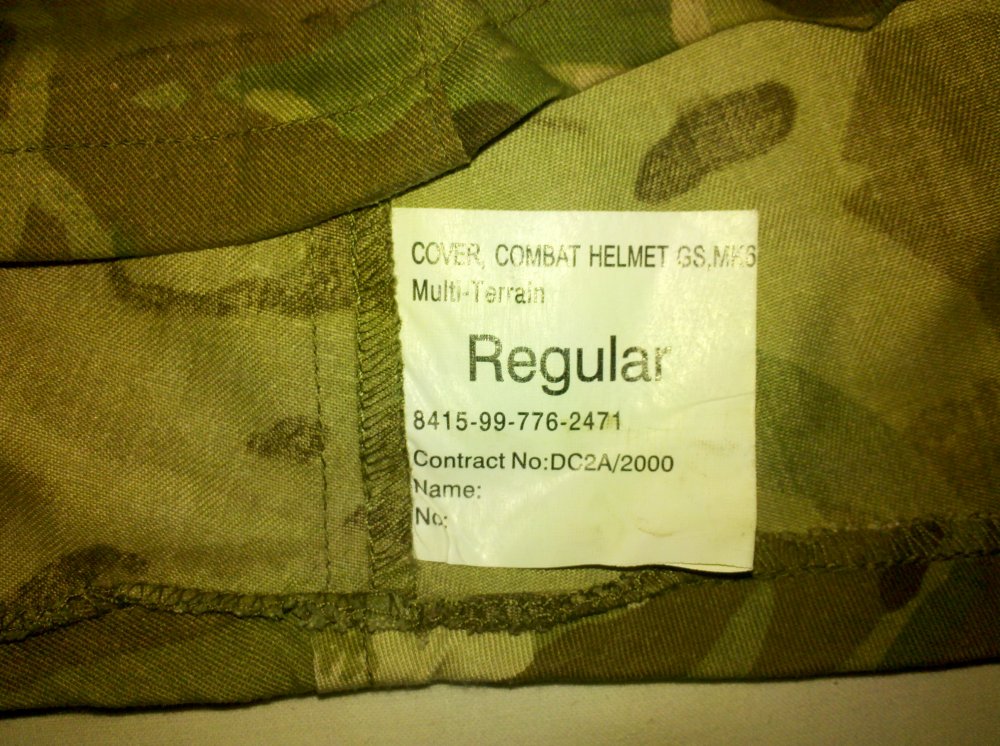 COVER, COMBAT HELMET GS,MK6
Multi-Terrain
Regular
8415-99-776-2471
Contract No:DC2A/2000
Name:
No: